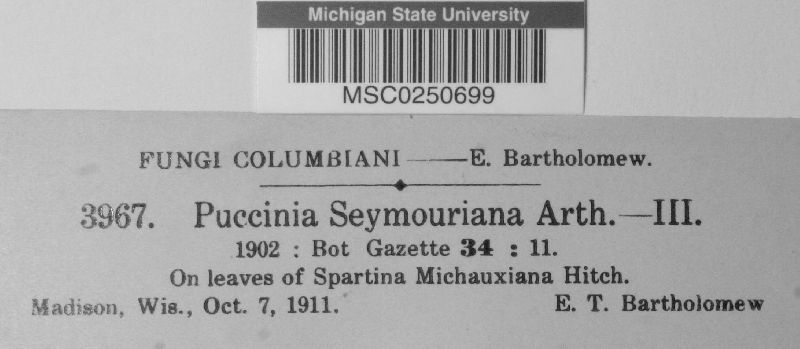 Michigan State University
MSC0250699
FUNGI COLUMBIANI — E. Bartholomew.
3967. Puccinia Seymouriana Arth.—III.
1902 : Bot Gazette 34 : 11.
On leaves of Spartina Michauxiana Hitch.
Madison, Wis., Oct. 7, 1911. E. T. Bartholomew